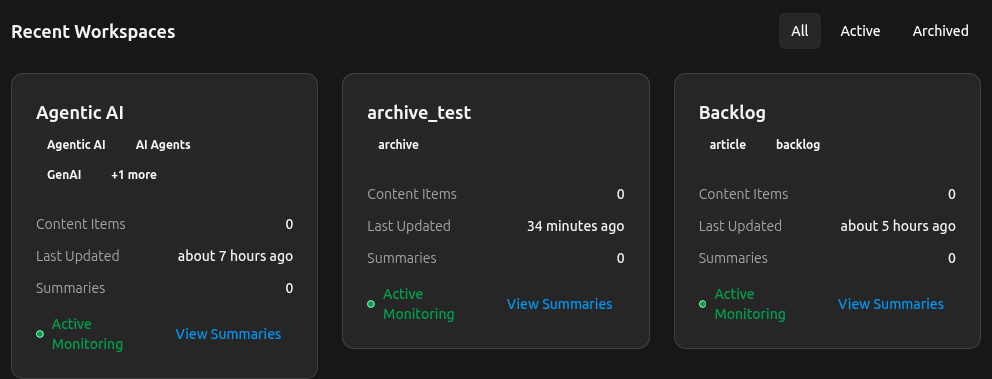 Recent Workspaces
All Active Archived
Agentic AI
Agentic AI AI Agents
GenAI +1 more
Content Items 0
Last Updated about 7 hours ago
Summaries 0
Active
Monitoring
View Summaries
archive_test
archive
Content Items 0
Last Updated 34 minutes ago
Summaries 0
Active
Monitoring
View Summaries
Backlog
article backlog
Content Items 0
Last Updated about 5 hours ago
Summaries 0
Active
Monitoring
View Summaries